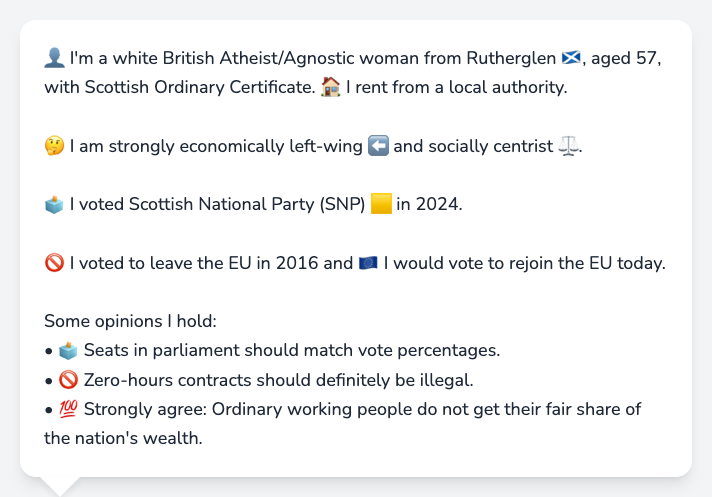 👤 I'm a white British Atheist/Agnostic woman from Rutherglen 🏴󠁧󠁢󠁳󠁣󠁴󠁿, aged 57,
with Scottish Ordinary Certificate. 🏠 I rent from a local authority.
🤔 I am strongly economically left-wing ⬅️ and socially centrist ⚖️.
🗳️ I voted Scottish National Party (SNP) 🟨 in 2024.
🚫 I voted to leave the EU in 2016 and 🇪🇺 I would vote to rejoin the EU today.
Some opinions I hold:
• 🗳️ Seats in parliament should match vote percentages.
• 🚫 Zero-hours contracts should definitely be illegal.
• 💯 Strongly agree: Ordinary working people do not get their fair share of
the nation's wealth.